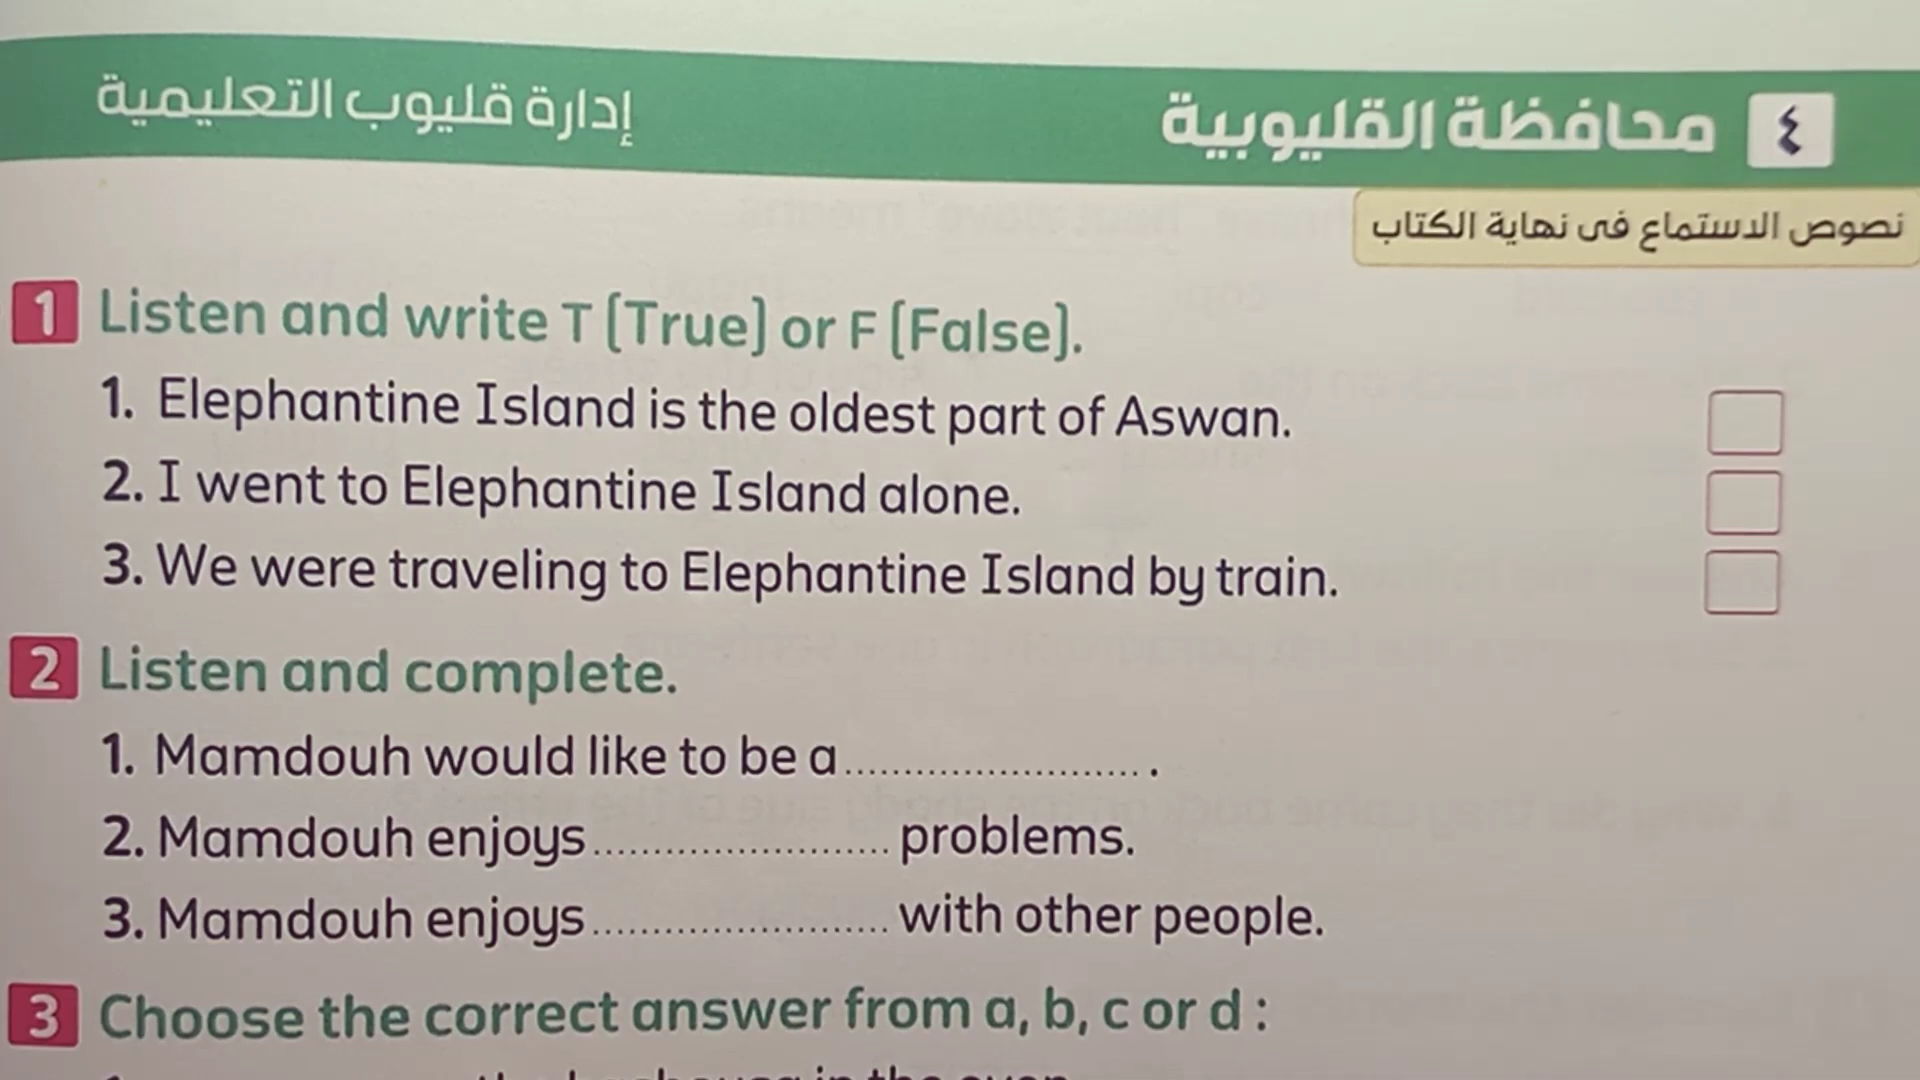 ٤ محافظة القليوبية إدارة قليوب التعليمية
نصوص الاستماع فى نهاية الكتاب
1 Listen and write T (True) or F (False).
1. Elephantine Island is the oldest part of Aswan.
2. I went to Elephantine Island alone.
3. We were traveling to Elephantine Island by train.
2 Listen and complete.
1. Mamdouh would like to be a ......................... .
2. Mamdouh enjoys ......................... problems.
3. Mamdouh enjoys ......................... with other people.
3 Choose the correct answer from a, b, c or d :
in the oven